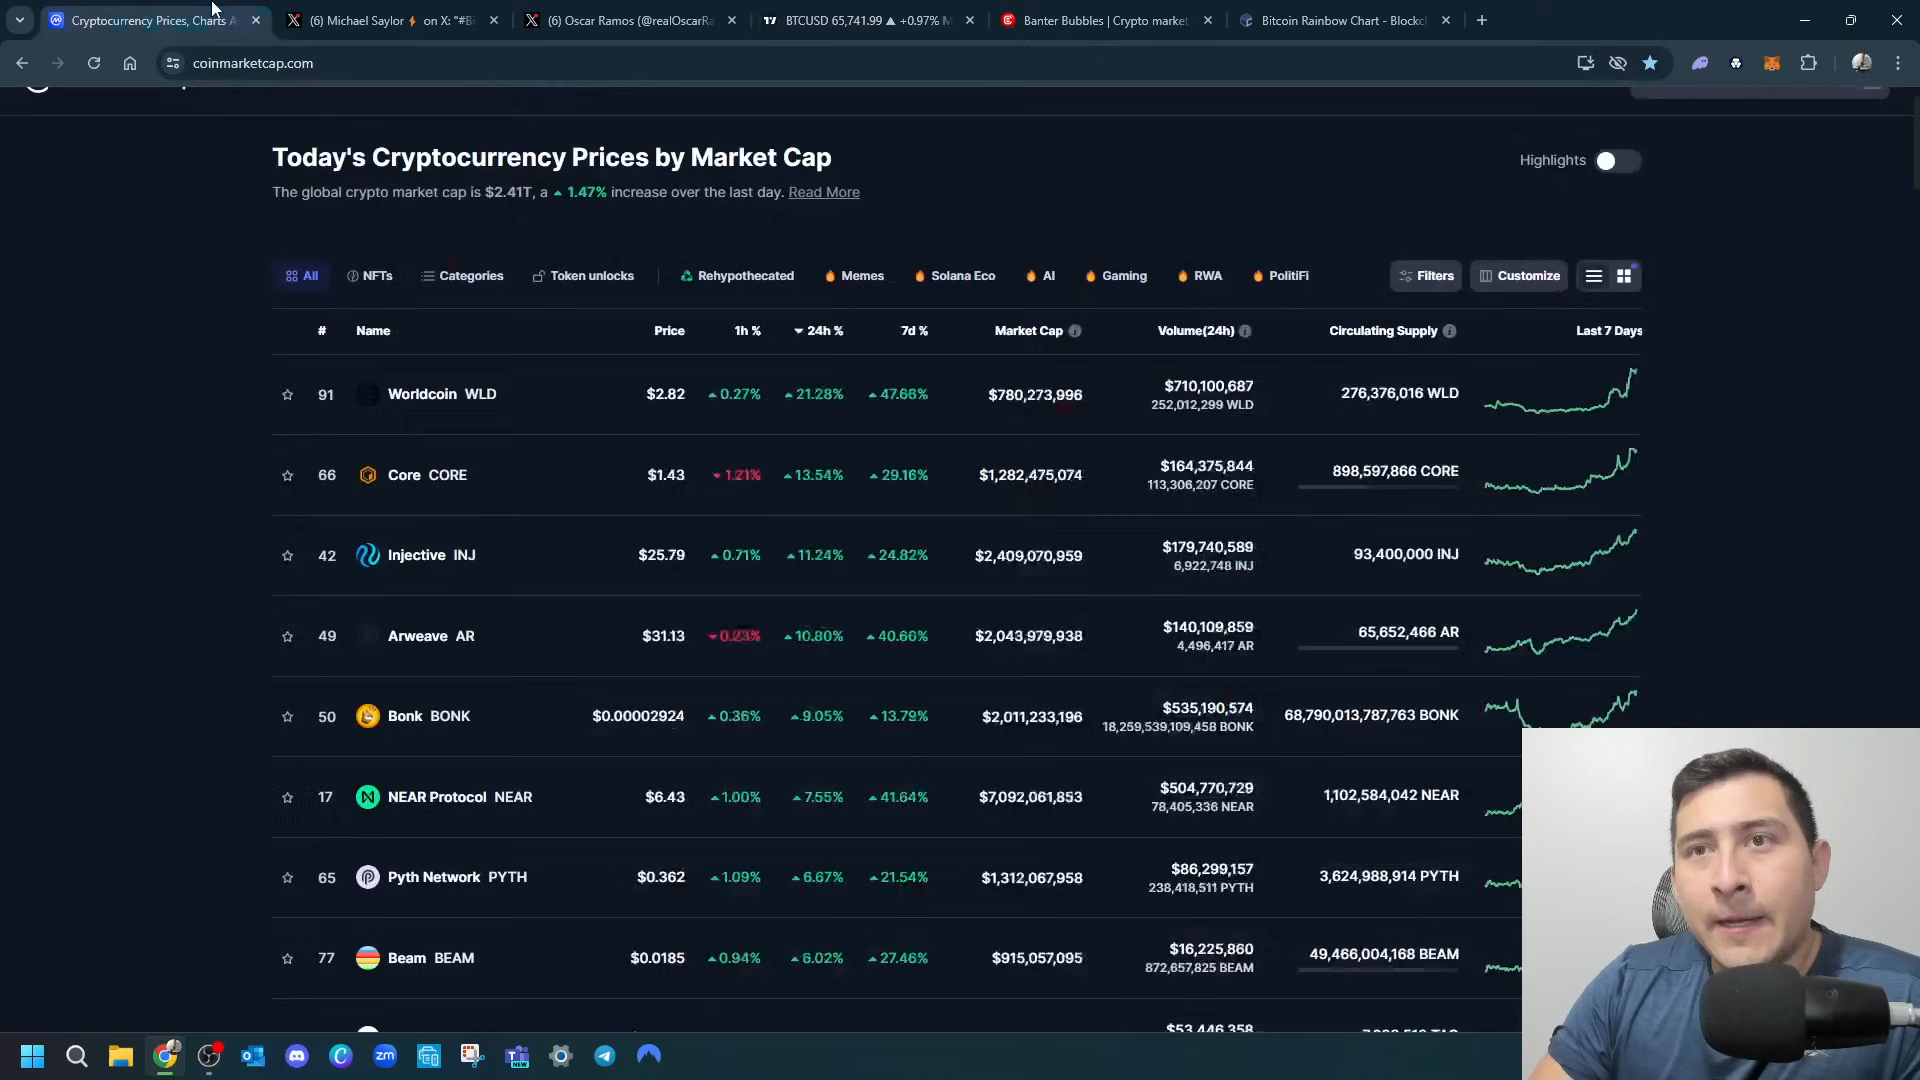 Cryptocurrency Prices, Charts A
(6) Michael Saylor⚡ on X: "#Bi
(6) Oscar Ramos (@realOscarRa
BTCUSD 65,741.99 ▲ +0.97% M
Banter Bubbles | Crypto market
Bitcoin Rainbow Chart - Blockc
coinmarketcap.com
Today's Cryptocurrency Prices by Market Cap
Highlights
The global crypto market cap is $2.41T, a ▲ 1.47% increase over the last day. Read More
All NFTs Categories Token unlocks Rehypothecated Memes Solana Eco AI Gaming RWA PolitiFi Filters Customize
# Name Price 1h % 24h % 7d % Market Cap Volume(24h) Circulating Supply Last 7 Days
91 Worldcoin WLD $2.82 0.27% 21.28% 47.66% $780,273,996 $710,100,687 276,376,016 WLD
252,012,299 WLD
66 Core CORE $1.43 1.21% 13.54% 29.16% $1,282,475,074 $164,375,844 898,597,866 CORE
113,306,207 CORE
42 Injective INJ $25.79 0.71% 11.24% 24.82% $2,409,070,959 $179,740,589 93,400,000 INJ
6,922,748 INJ
49 Arweave AR $31.13 0.23% 10.80% 40.66% $2,043,979,938 $140,109,859 65,652,466 AR
4,496,417 AR
50 Bonk BONK $0.00002924 0.36% 9.05% 13.79% $2,011,233,196 $535,190,574 68,790,013,787,763 BONK
18,259,539,109,458 BONK
17 NEAR Protocol NEAR $6.43 1.00% 7.55% 41.64% $7,092,061,853 $504,770,729 1,102,584,042 NEAR
78,405,336 NEAR
65 Pyth Network PYTH $0.362 1.09% 6.67% 21.54% $1,312,067,958 $86,299,157 3,624,988,914 PYTH
238,418,511 PYTH
77 Beam BEAM $0.0185 0.94% 6.02% 27.46% $915,057,095 $16,225,860 49,466,004,168 BEAM
872,657,825 BEAM
$53,446,358
zm
NEW